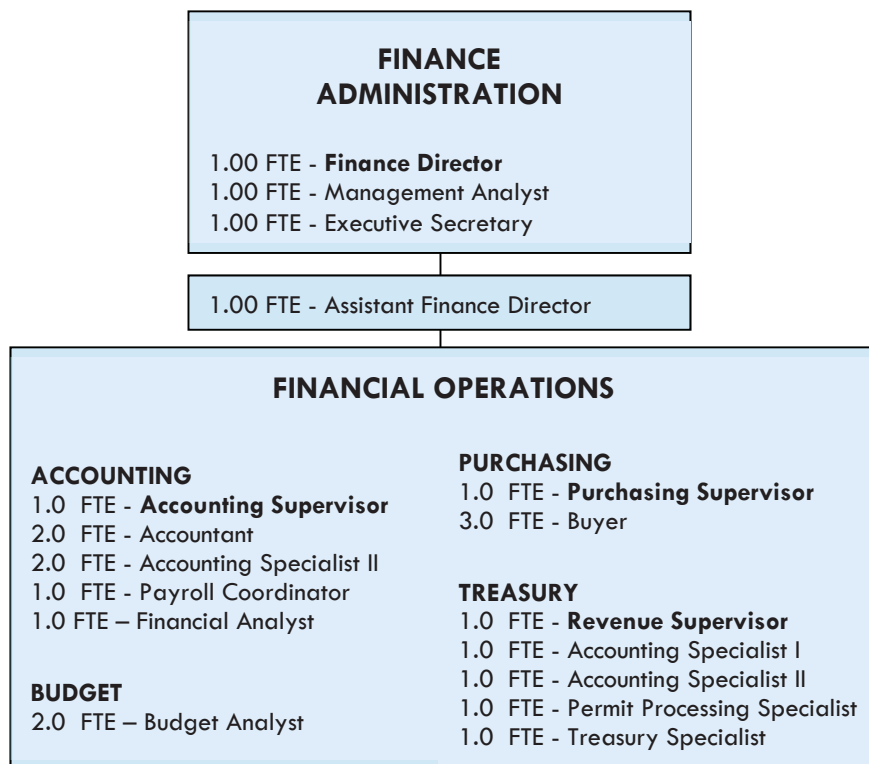 FINANCE
ADMINISTRATION
1.00 FTE - Finance Director
1.00 FTE - Management Analyst
1.00 FTE - Executive Secretary
1.00 FTE - Assistant Finance Director
FINANCIAL OPERATIONS
ACCOUNTING
1.0 FTE - Accounting Supervisor
2.0 FTE - Accountant
2.0 FTE - Accounting Specialist II
1.0 FTE - Payroll Coordinator
1.0 FTE – Financial Analyst
BUDGET
2.0 FTE – Budget Analyst
PURCHASING
1.0 FTE - Purchasing Supervisor
3.0 FTE - Buyer
TREASURY
1.0 FTE - Revenue Supervisor
1.0 FTE - Accounting Specialist I
1.0 FTE - Accounting Specialist II
1.0 FTE - Permit Processing Specialist
1.0 FTE - Treasury Specialist